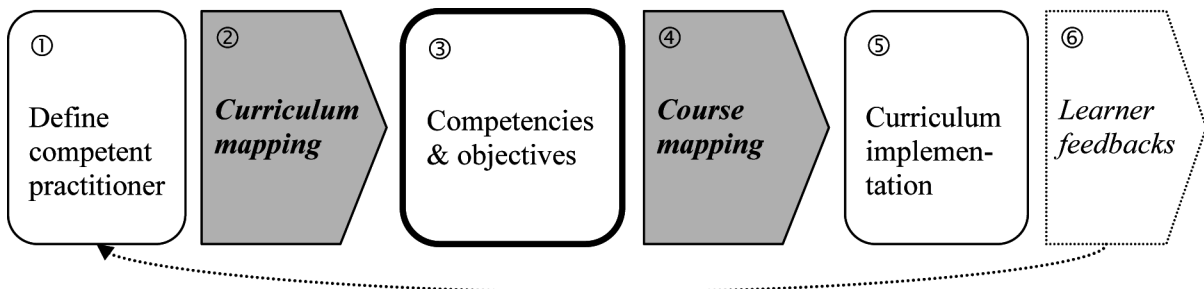 ①
Define
competent
practitioner
②
Curriculum
mapping
③
Competencies
& objectives
④
Course
mapping
⑤
Curriculum
implemen-
tation
⑥
Learner
feedbacks